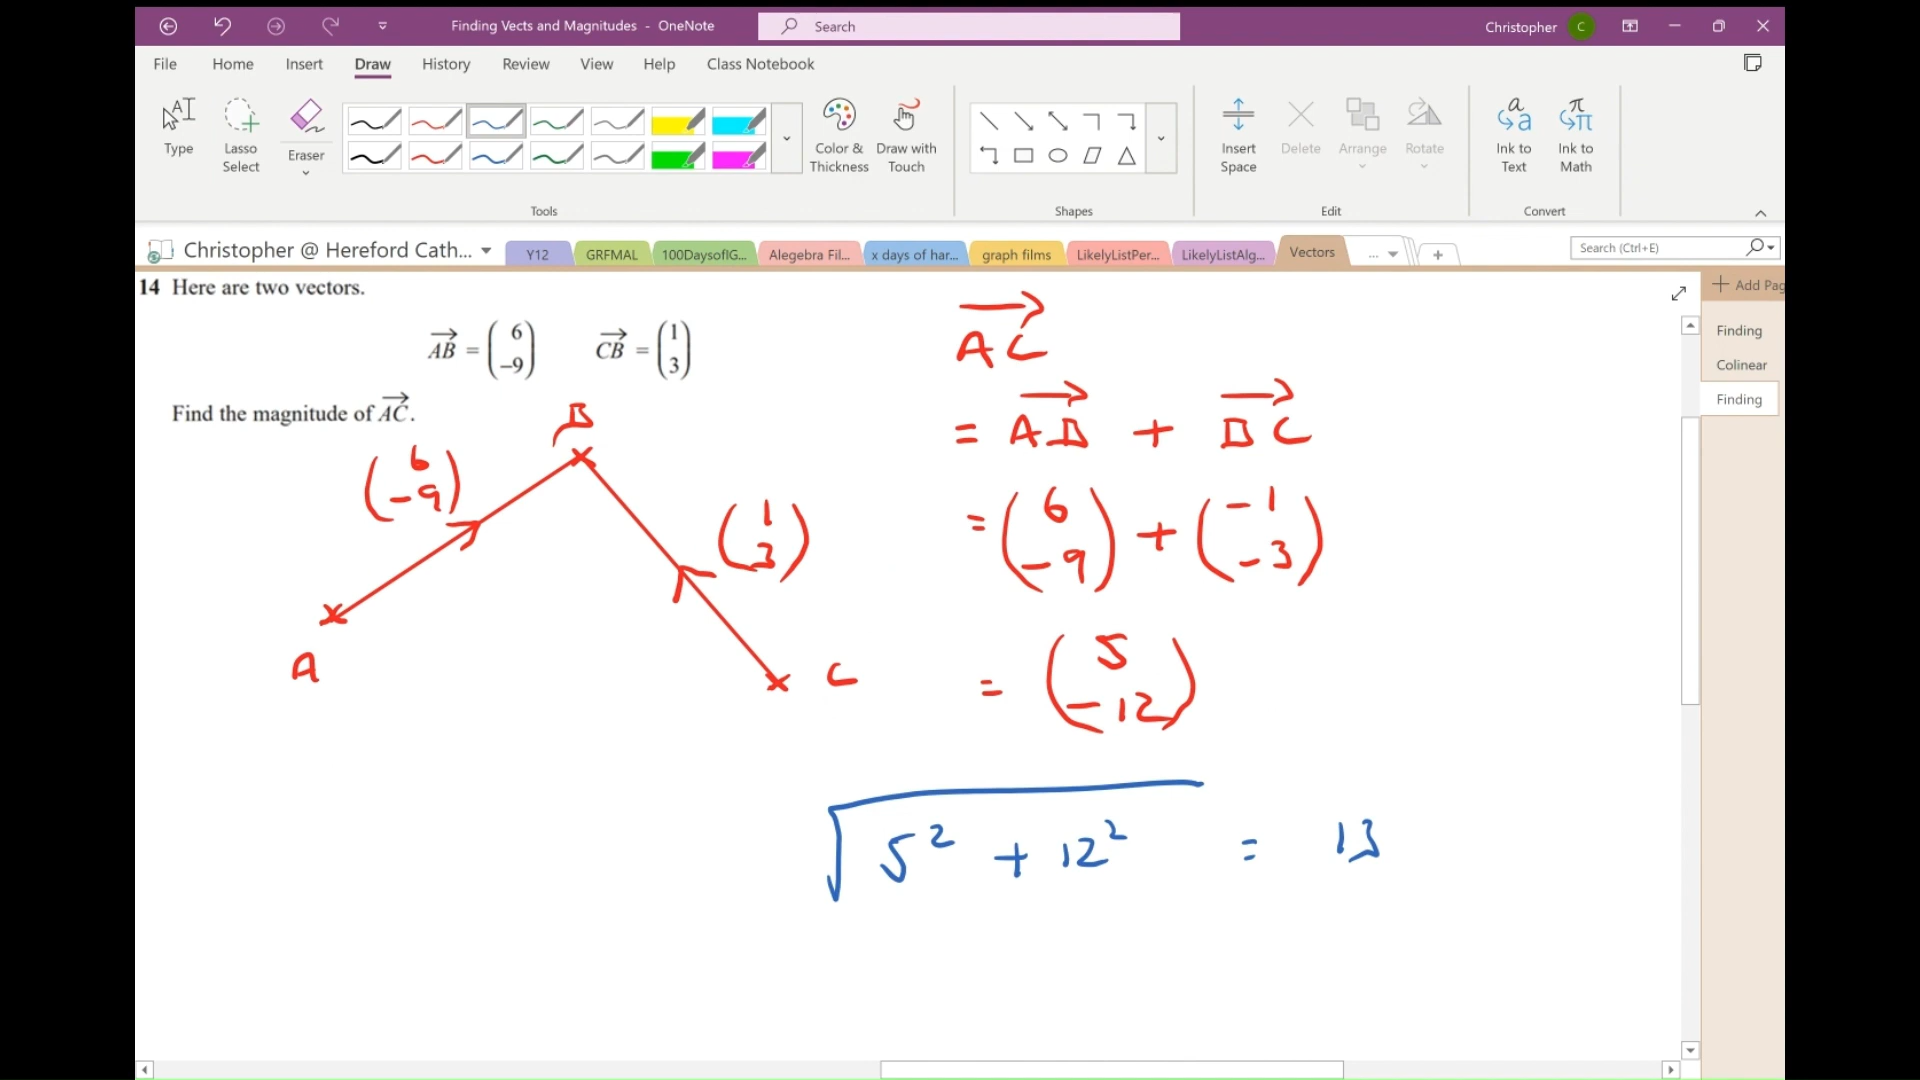 Finding Vects and Magnitudes - OneNote
Search
Christopher
C
File Home Insert Draw History Review View Help Class Notebook
Type
Lasso Select
Eraser
Color & Thickness
Draw with Touch
Insert Space
Delete
Arrange
Rotate
Ink to Text
Ink to Math
Tools
Shapes
Edit
Convert
Christopher @ Hereford Cath...
Y12
GRFMAL
100DaysofIG...
Alegebra Fil...
x days of har...
graph films
LikelyListPer...
LikelyListAlg...
Vectors
...
+
Search (Ctrl+E)
Add Pag
Finding
Colinear
Finding
14 Here are two vectors.
AB = (6 -9) CB = (1 3)
Find the magnitude of AC.
B
(6 -9)
(1 3)
A
C
AC
= AB + BC
= (6 -9) + (-1 -3)
= (5 -12)
√5² + 12² = 13